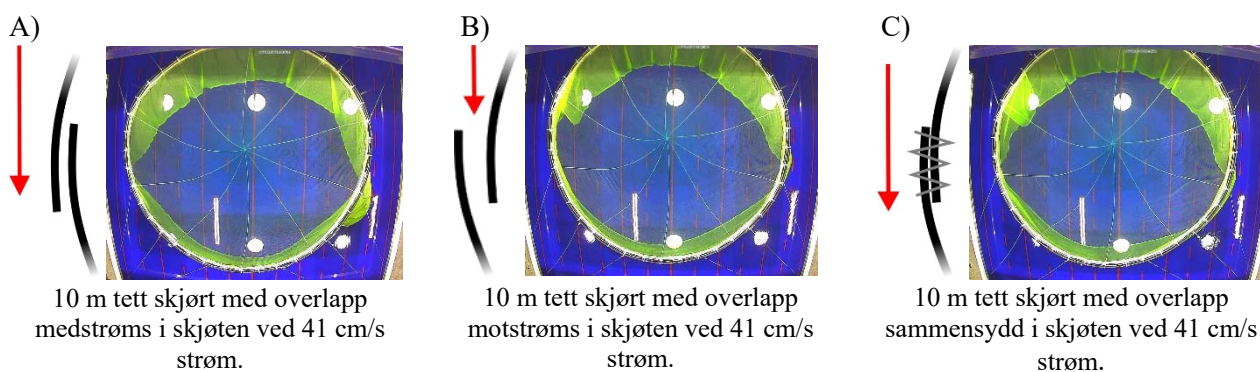 A)
B)
C)
10 m tett skjørt med overlapp
medstrøms i skjøten ved 41 cm/s
strøm.
10 m tett skjørt med overlapp
motstrøms i skjøten ved 41 cm/s
strøm.
10 m tett skjørt med overlapp
sammensydd i skjøten ved 41 cm/s
strøm.